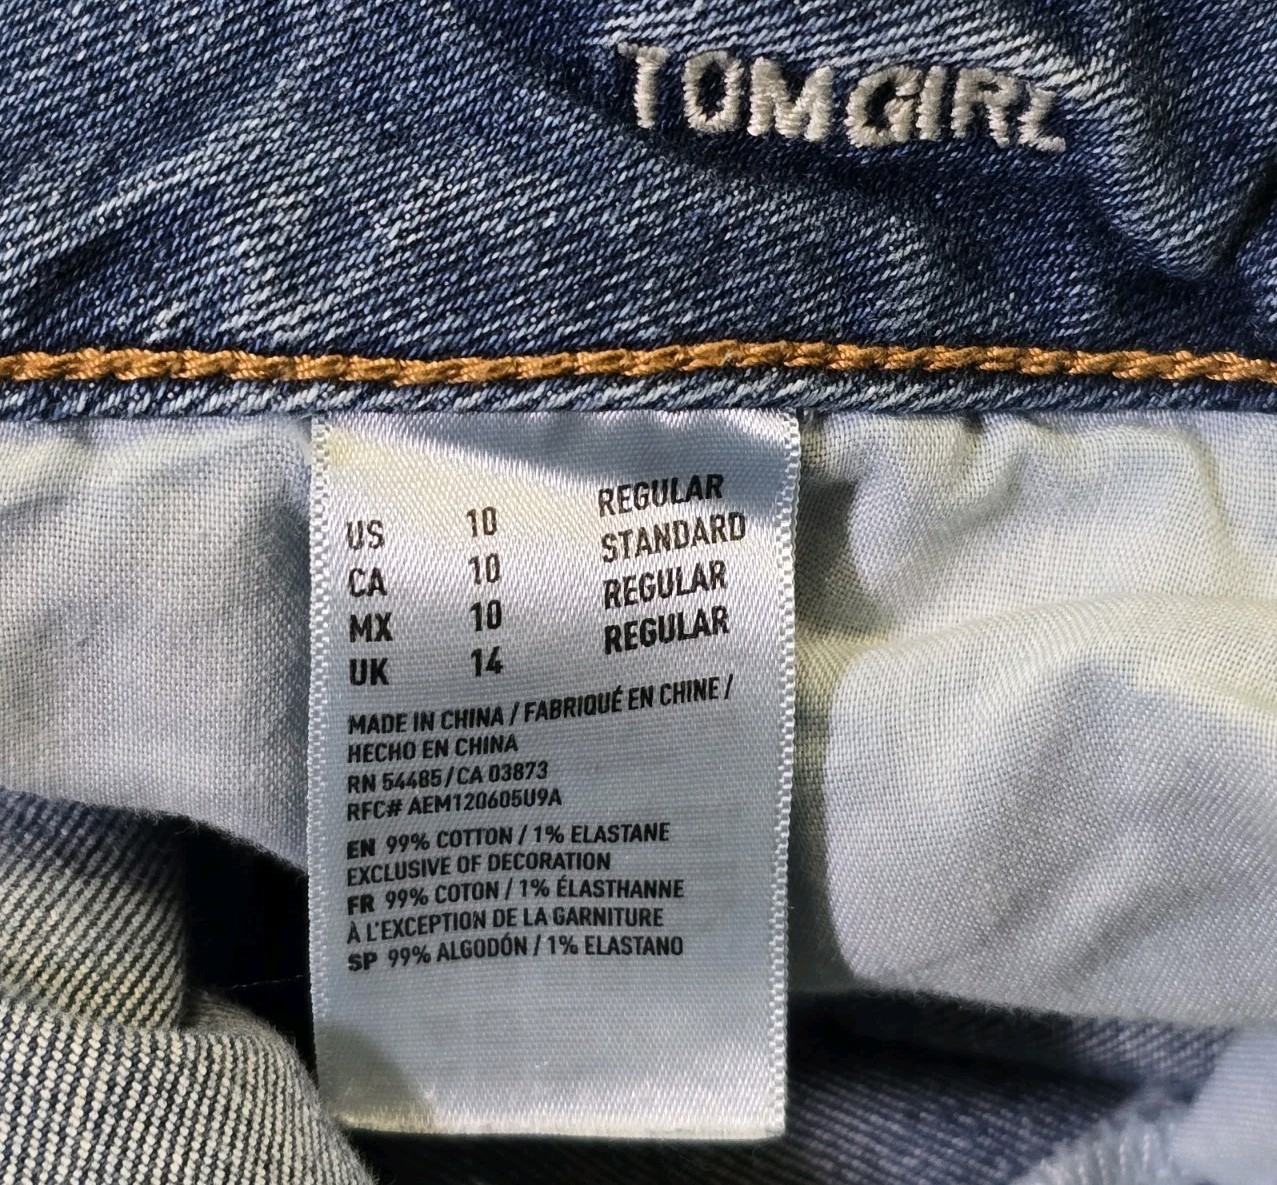 TOMGIRL
US 10 REGULAR
CA 10 STANDARD
MX 10 REGULAR
UK 14 REGULAR
MADE IN CHINA / FABRIQUÉ EN CHINE /
HECHO EN CHINA
RN 54485/CA 03873
RFC# AEM120605U9A
EN 99% COTTON / 1% ELASTANE
EXCLUSIVE OF DECORATION
FR 99% COTON / 1% ÉLASTHANNE
À L'EXCEPTION DE LA GARNITURE
SP 99% ALGODÓN / 1% ELASTANO